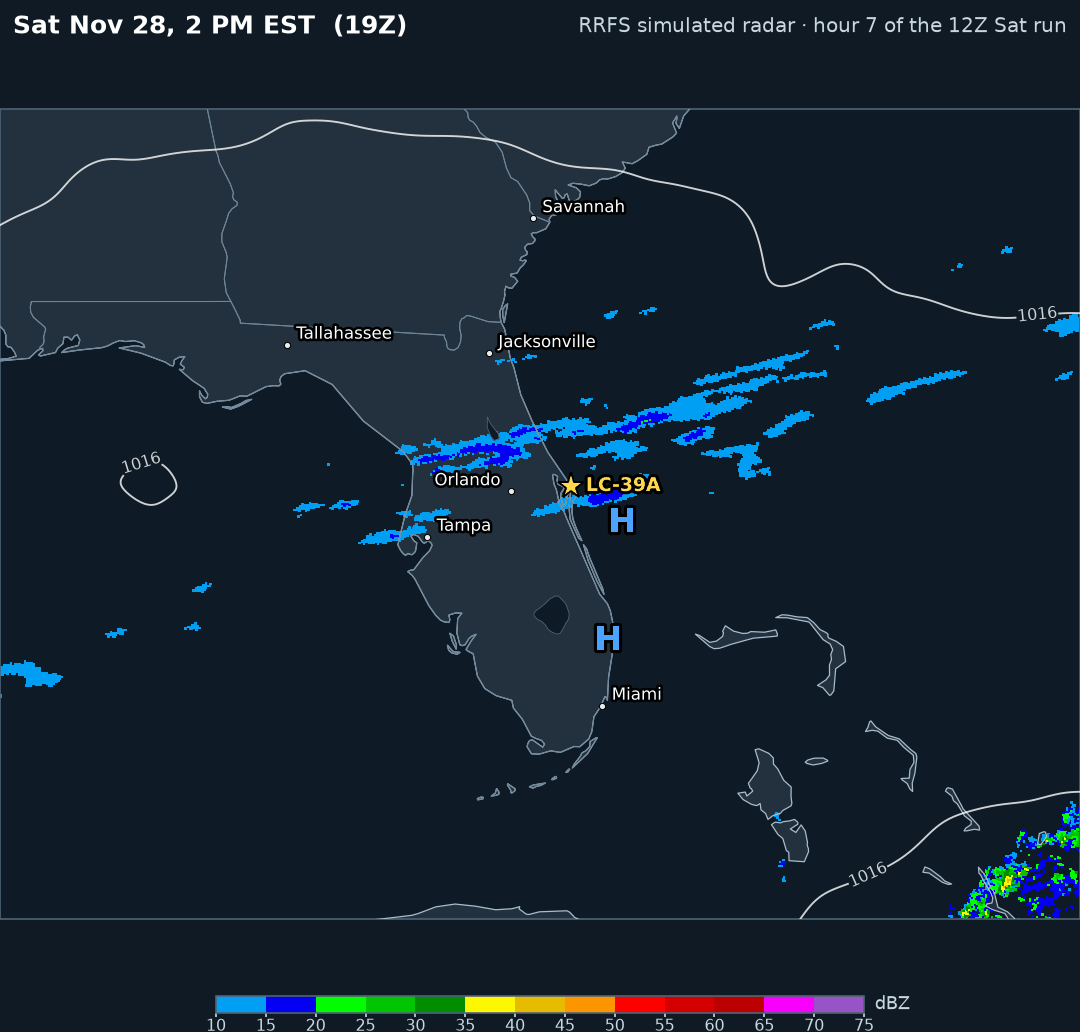 Sat Nov 28, 2 PM EST (19Z)
RRFS simulated radar · hour 7 of the 12Z Sat run
Savannah
1016
Tallahassee
Jacksonville
1016
Orlando
LC-39A
H
Tampa
H
Miami
1016
dBZ
10 15 20 25 30 35 40 45 50 55 60 65 70 75